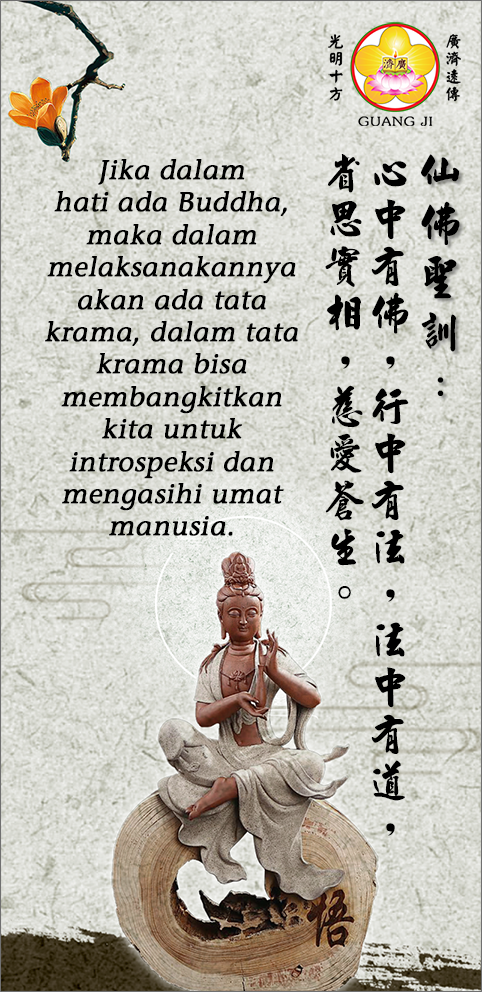 光明十方
廣濟遠傳
濟廣
GUANG JI
仙佛聖訓：
心中有佛，行中有法，法中有道，
省思實相，慈愛蒼生。
Jika dalam
hati ada Buddha,
maka dalam
melaksanakannya
akan ada tata
krama, dalam tata
krama bisa
membangkitkan
kita untuk
introspeksi dan
mengasihi umat
manusia.
悟